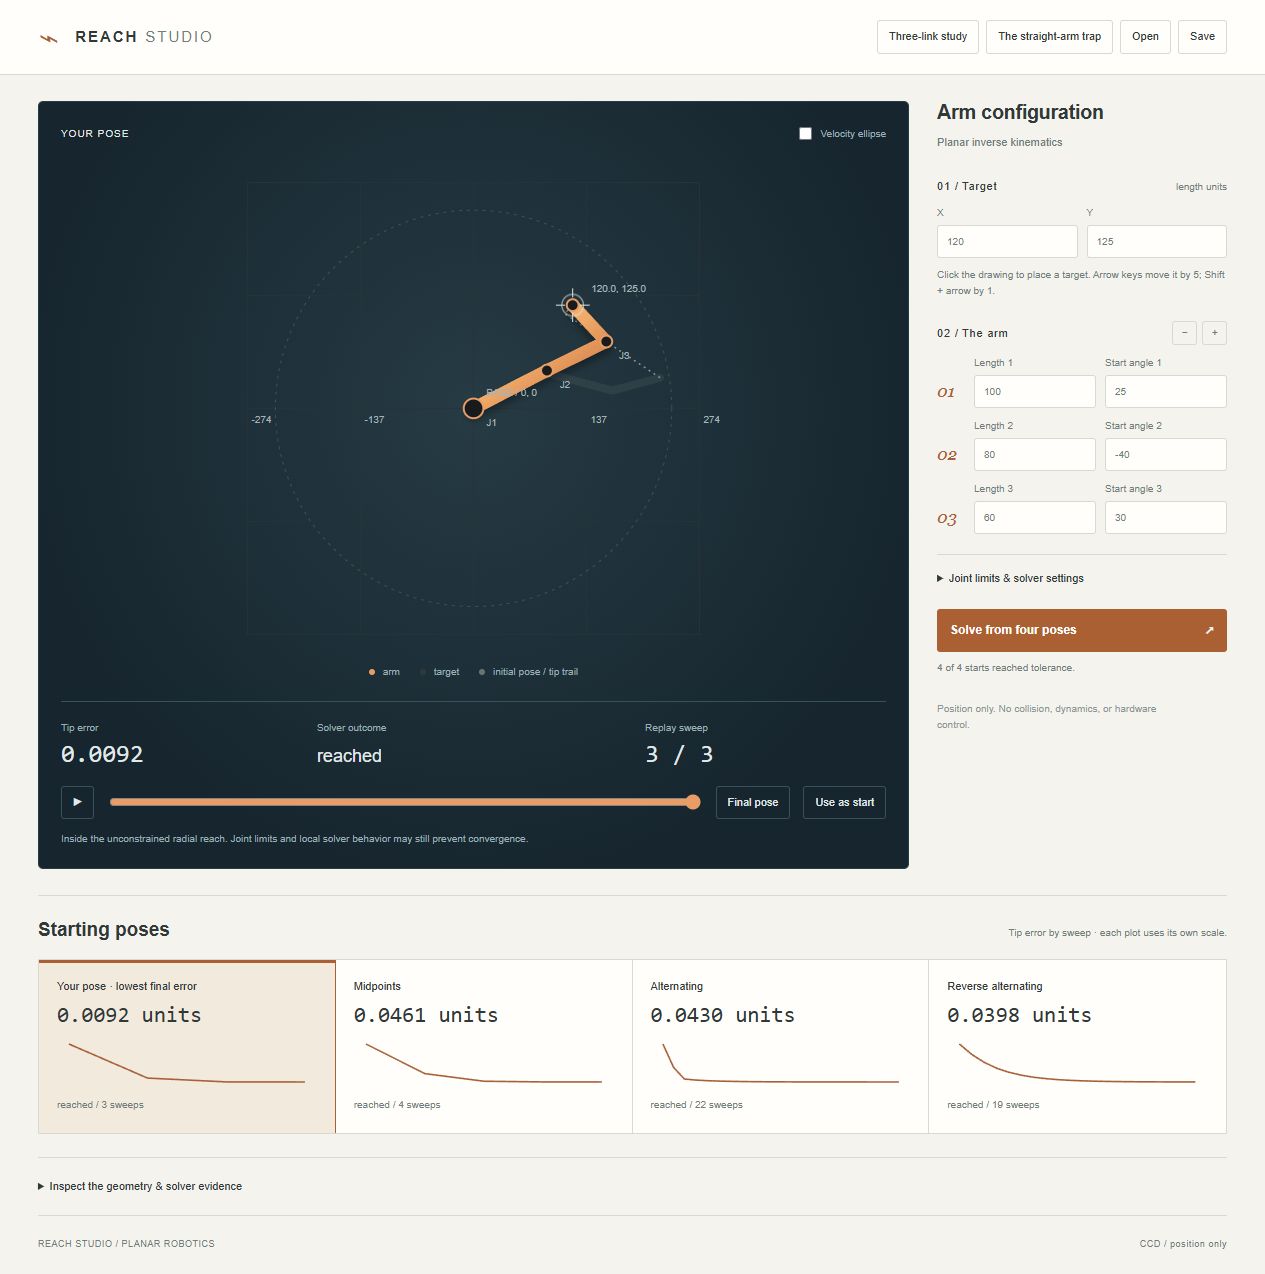 REACH STUDIO
Three-link study
The straight-arm trap
Open
Save
YOUR POSE
Velocity ellipse
120.0, 125.0
J3
J2
0, 0
J1
-274
-137
137
274
arm
target
initial pose / tip trail
Tip error
Solver outcome
Replay sweep
0.0092
reached
3 / 3
Final pose
Use as start
Inside the unconstrained radial reach. Joint limits and local solver behavior may still prevent convergence.
Arm configuration
Planar inverse kinematics
01 / Target
length units
X
Y
120
125
Click the drawing to place a target. Arrow keys move it by 5; Shift
+ arrow by 1.
02 / The arm
−
+
Length 1
Start angle 1
01
100
25
Length 2
Start angle 2
02
80
-40
Length 3
Start angle 3
03
60
30
Joint limits & solver settings
Solve from four poses ↗
4 of 4 starts reached tolerance.
Position only. No collision, dynamics, or hardware
control.
Starting poses
Tip error by sweep · each plot uses its own scale.
Your pose · lowest final error
0.0092 units
reached / 3 sweeps
Midpoints
0.0461 units
reached / 4 sweeps
Alternating
0.0430 units
reached / 22 sweeps
Reverse alternating
0.0398 units
reached / 19 sweeps
Inspect the geometry & solver evidence
REACH STUDIO / PLANAR ROBOTICS
CCD / position only